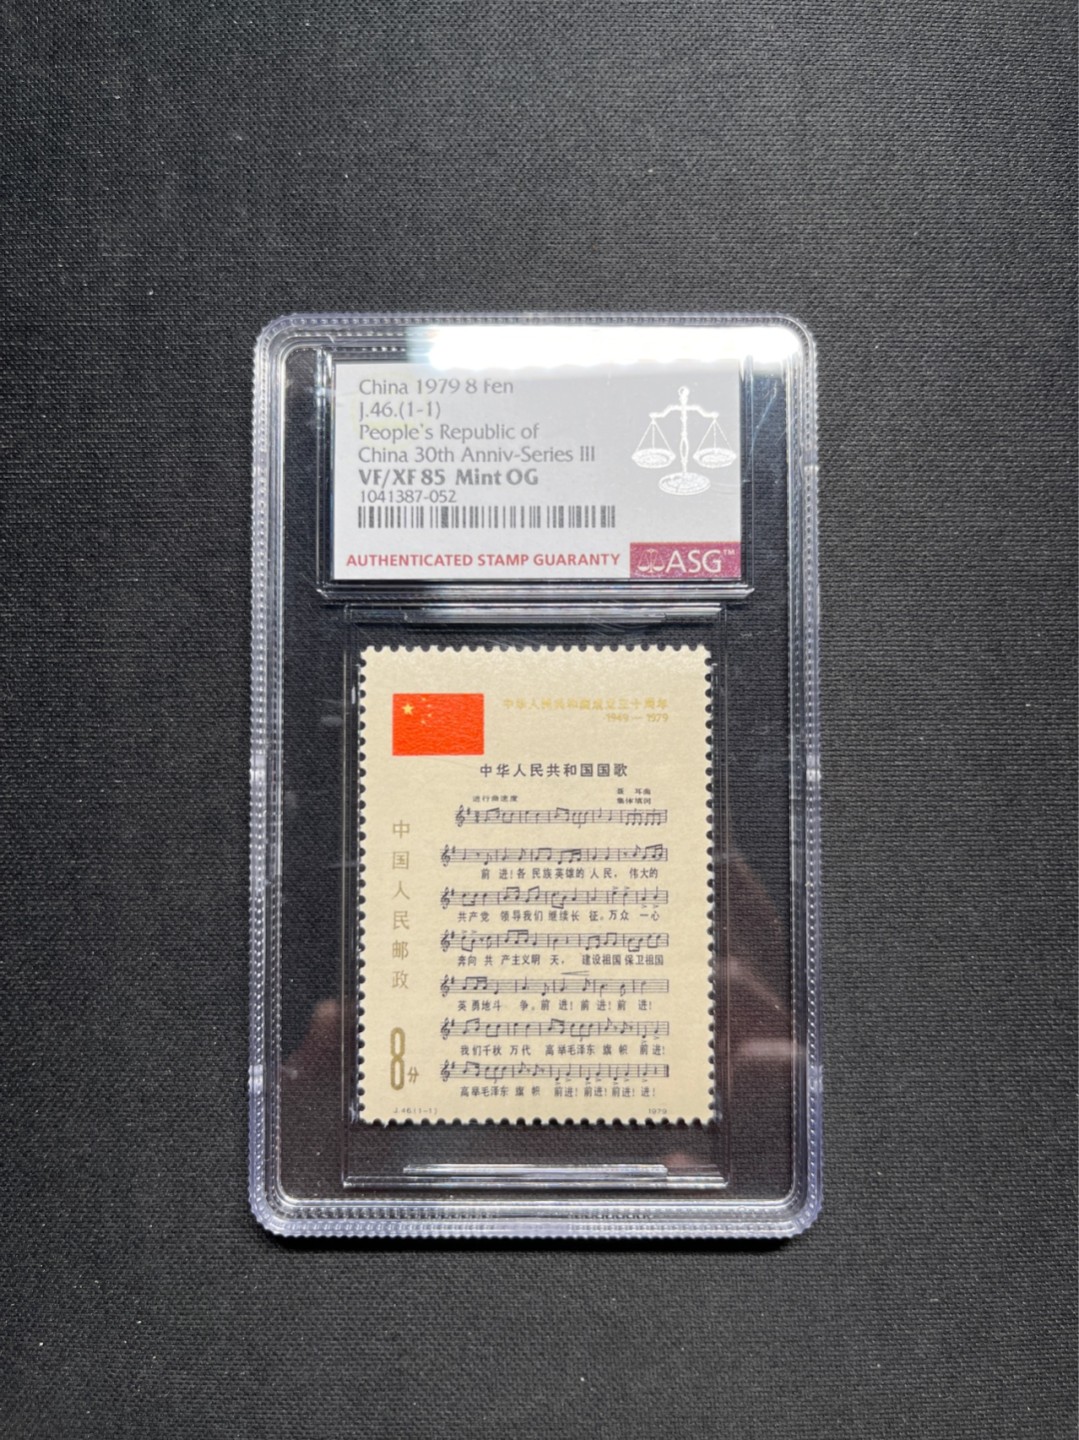 China 1979 8 Fen
J.46.(1-1)
People's Republic of
China 30th Anniv-Series III
VF/XF 85 Mint OG
1041387-052
AUTHENTICATED STAMP GUARANTY
ASG™
中华人民共和国成立三十周年
1949—1979
中华人民共和国国歌
进行曲速度
聂 耳曲
集体填词
前 进!各 民族英雄的 人 民, 伟大的
共产党 领导我们 继续长 征。万众 一心
奔向 共 产主义明 天, 建设祖国 保卫祖国
英 勇地斗 争。前 进! 前 进! 前 进!
我们千秋 万代 高举毛泽东 旗 帜 前进!
高举毛泽东 旗 帜 前进! 前进! 前进! 进!
中国人民邮政
8分
J.46(1-1)
1979